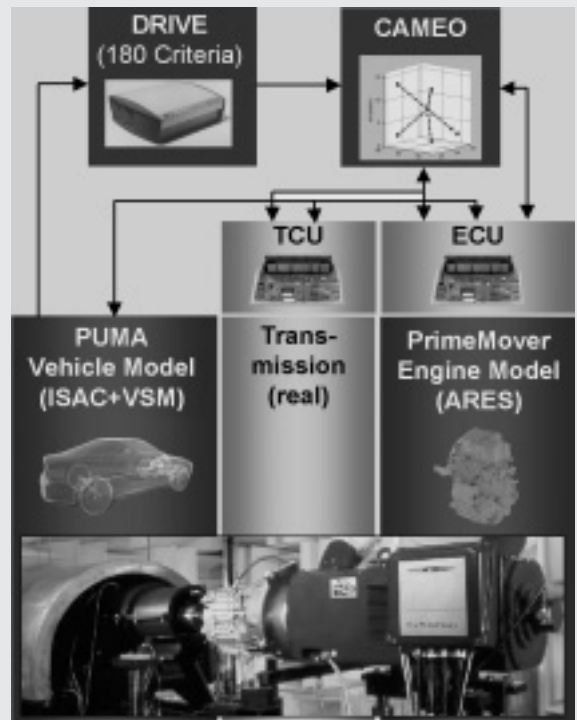 DRIVE
(180 Criteria)
CAMEO
TCU
ECU
PUMA
Vehicle Model
(ISAC+VSM)
Trans-
mission
(real)
PrimeMover
Engine Model
(ARES)